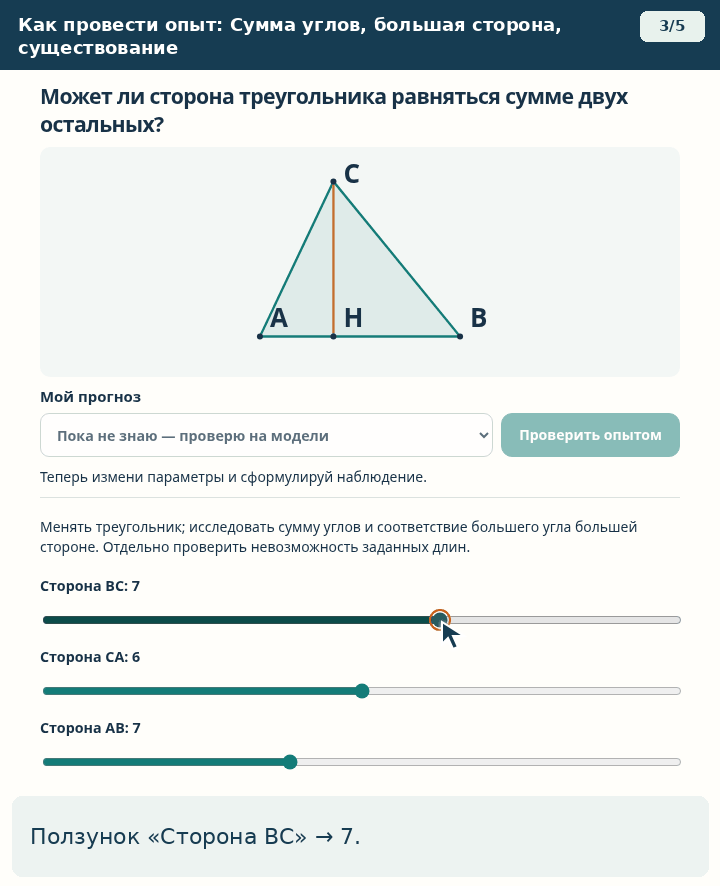 Как провести опыт: Сумма углов, большая сторона,
существование
3/5
Может ли сторона треугольника равняться сумме двух
остальных?
C
A
H
B
Мой прогноз
Пока не знаю — проверю на модели
Проверить опытом
Теперь измени параметры и сформулируй наблюдение.
Менять треугольник; исследовать сумму углов и соответствие большего угла большей
стороне. Отдельно проверить невозможность заданных длин.
Сторона BC: 7
Сторона CA: 6
Сторона AB: 7
Ползунок «Сторона BC» → 7.